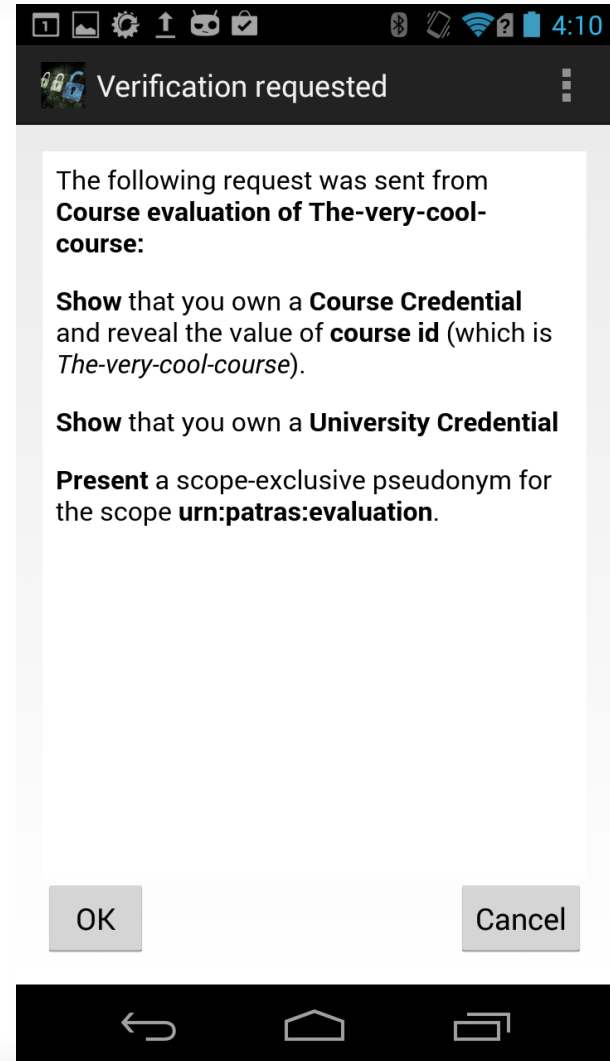 1
4:10
Verification requested
The following request was sent from
Course evaluation of The-very-cool-
course:
Show that you own a Course Credential
and reveal the value of course id (which is
The-very-cool-course).
Show that you own a University Credential
Present a scope-exclusive pseudonym for
the scope urn:patras:evaluation.
OK
Cancel